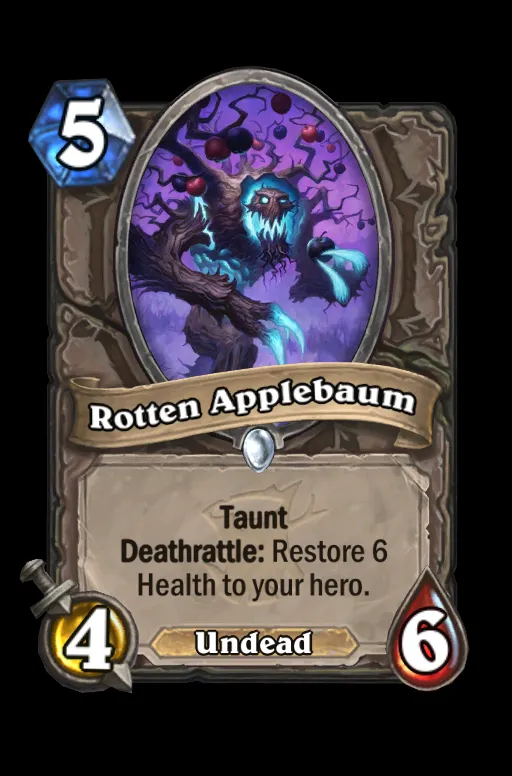 5
Rotten Applebaum
Taunt
Deathrattle: Restore 6
Health to your hero.
4
Undead
6